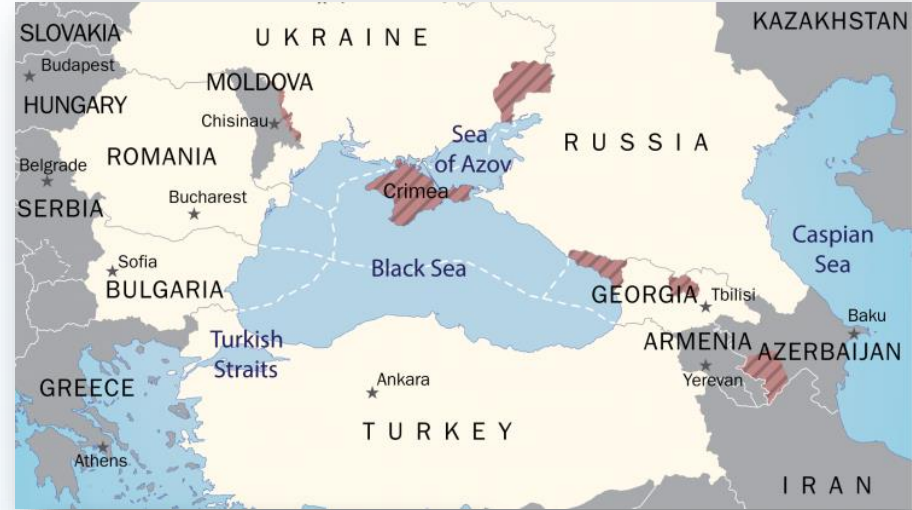 SLOVAKIA
UKRAINE
KAZAKHSTAN
Budapest
HUNGARY
MOLDOVA
Chisinau
Sea
of Azov
RUSSIA
ROMANIA
Belgrade
SERBIA
Bucharest
Crimea
Caspian
Sea
Sofia
BULGARIA
Black Sea
GEORGIA
Tbilisi
Baku
Turkish
Straits
ARMENIA
AZERBAIJAN
GREECE
Ankara
Yerevan
TURKEY
Athens
IRAN